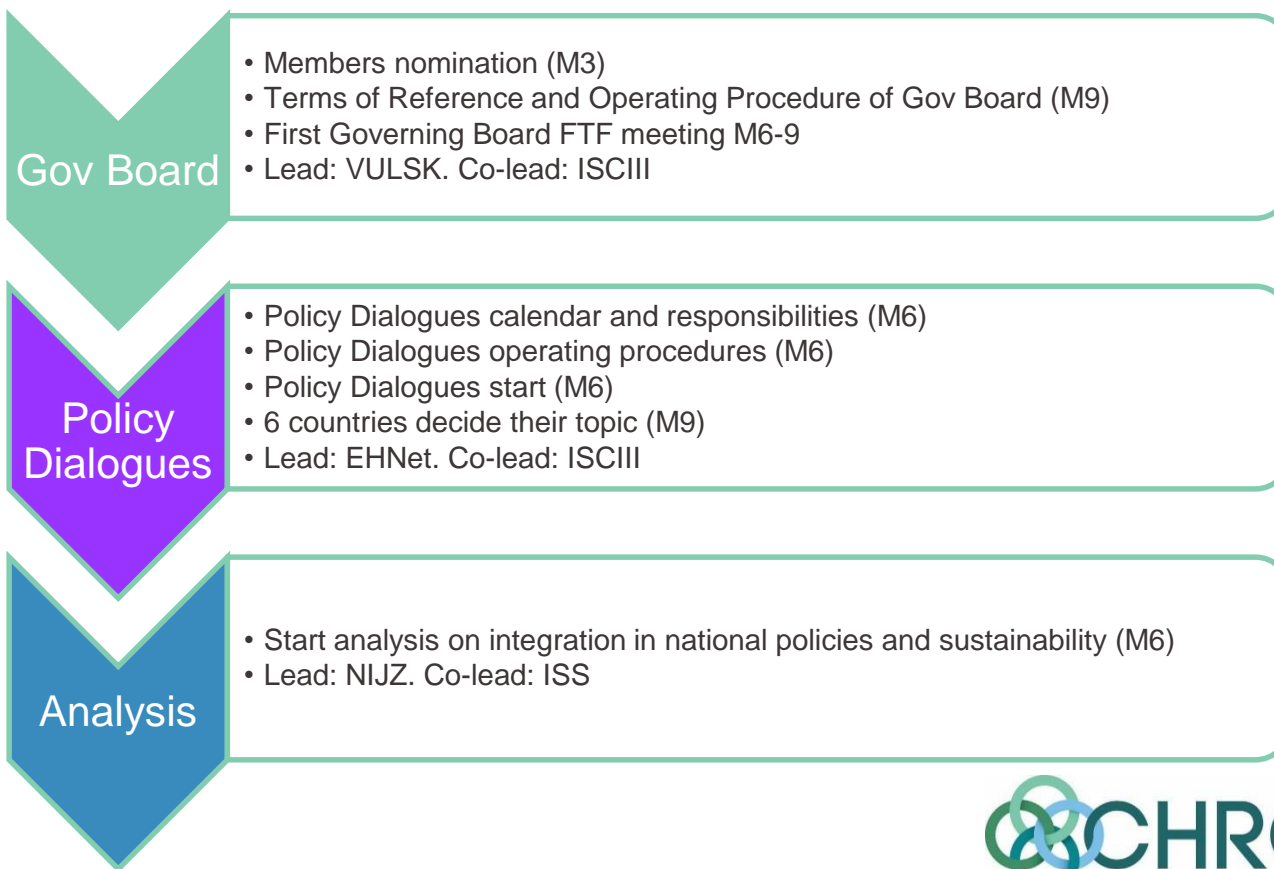 Gov Board
• Members nomination (M3)
• Terms of Reference and Operating Procedure of Gov Board (M9)
• First Governing Board FTF meeting M6-9
• Lead: VULSK. Co-lead: ISCIII
Policy
Dialogues
• Policy Dialogues calendar and responsibilities (M6)
• Policy Dialogues operating procedures (M6)
• Policy Dialogues start (M6)
• 6 countries decide their topic (M9)
• Lead: EHNet. Co-lead: ISCIII
Analysis
• Start analysis on integration in national policies and sustainability (M6)
• Lead: NIJZ. Co-lead: ISS